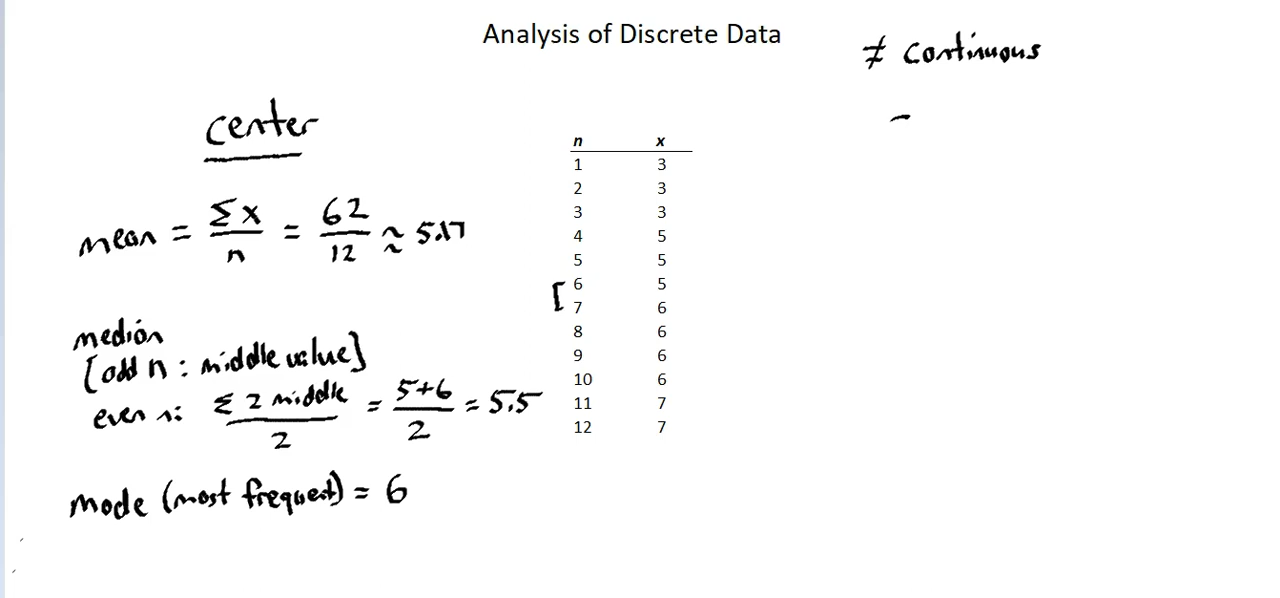 Analysis of Discrete Data
≠ continuous
center
mean = Σx / n = 62 / 12 ≈ 5.17
median
[odd n : middle value]
even n: Σ 2 middle / 2 = 5+6 / 2 = 5.5
mode (most frequent) = 6
n x
1 3
2 3
3 3
4 5
5 5
[ 6 5
7 6
8 6
9 6
10 6
11 7
12 7